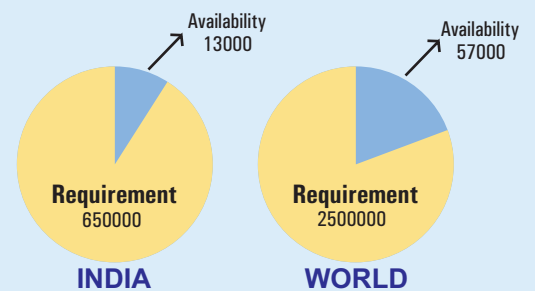 Availability
13000
Requirement
650000
INDIA
Availability
57000
Requirement
2500000
WORLD